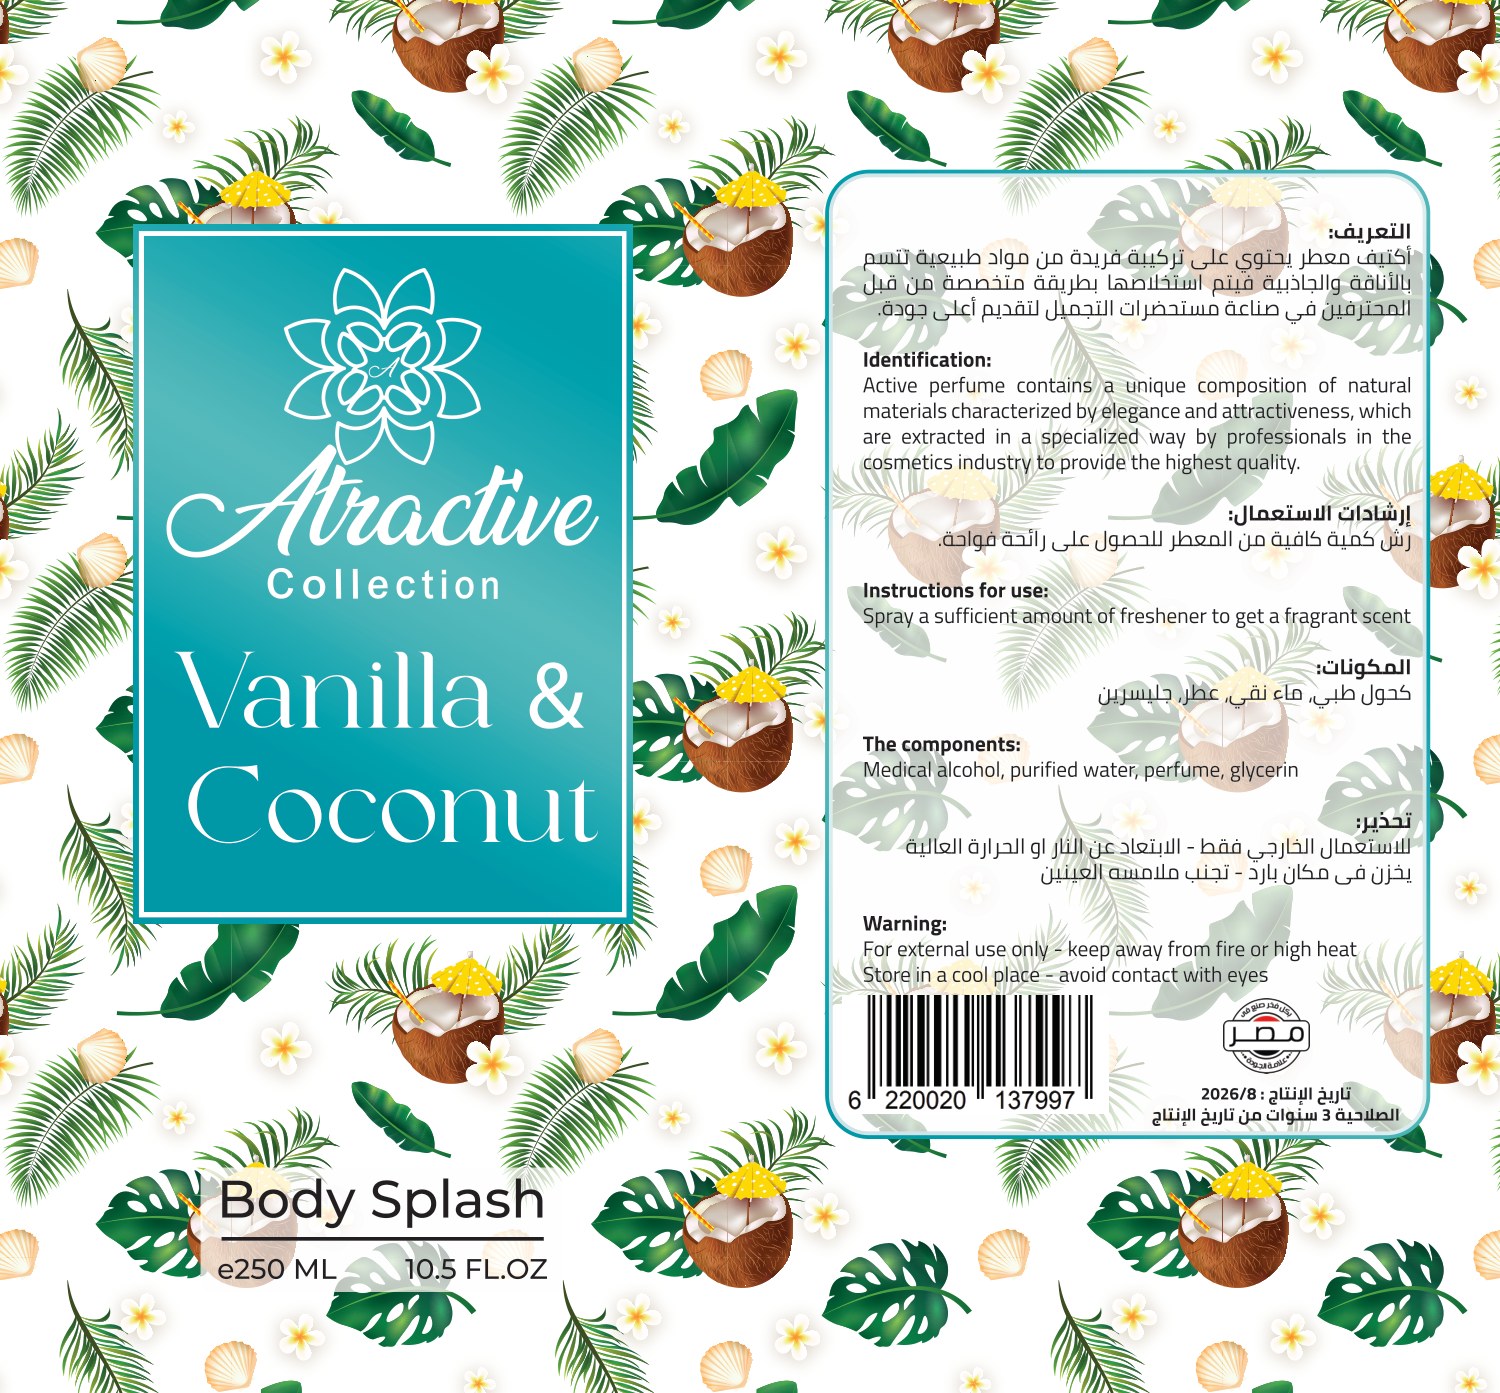 A
Atractive
Collection
Vanilla &
Coconut
Body Splash
e250 ML 10.5 FL.OZ
التعريف:
أكتيف معطر يحتوي على تركيبة فريدة من مواد طبيعية تتسم
بالأناقة والجاذبية فيتم استخلاصها بطريقة متخصصة من قبل
المحترفين في صناعة مستحضرات التجميل لتقديم أعلى جودة.
Identification:
Active perfume contains a unique composition of natural
materials characterized by elegance and attractiveness, which
are extracted in a specialized way by professionals in the
cosmetics industry to provide the highest quality.
إرشادات الاستعمال:
رش كمية كافية من المعطر للحصول على رائحة فواحة.
Instructions for use:
Spray a sufficient amount of freshener to get a fragrant scent
المكونات:
كحول طبي, ماء نقي, عطر, جليسرين
The components:
Medical alcohol, purified water, perfume, glycerin
تحذير:
للاستعمال الخارجي فقط - الابتعاد عن النار او الحرارة العالية
يخزن فى مكان بارد - تجنب ملامسه العينين
Warning:
For external use only - keep away from fire or high heat
Store in a cool place - avoid contact with eyes
6 220020 137997
بكل فخر صنع في
مصر
علامة الجودة
تاريخ الإنتاج : 2026/8
الصلاحية 3 سنوات من تاريخ الإنتاج